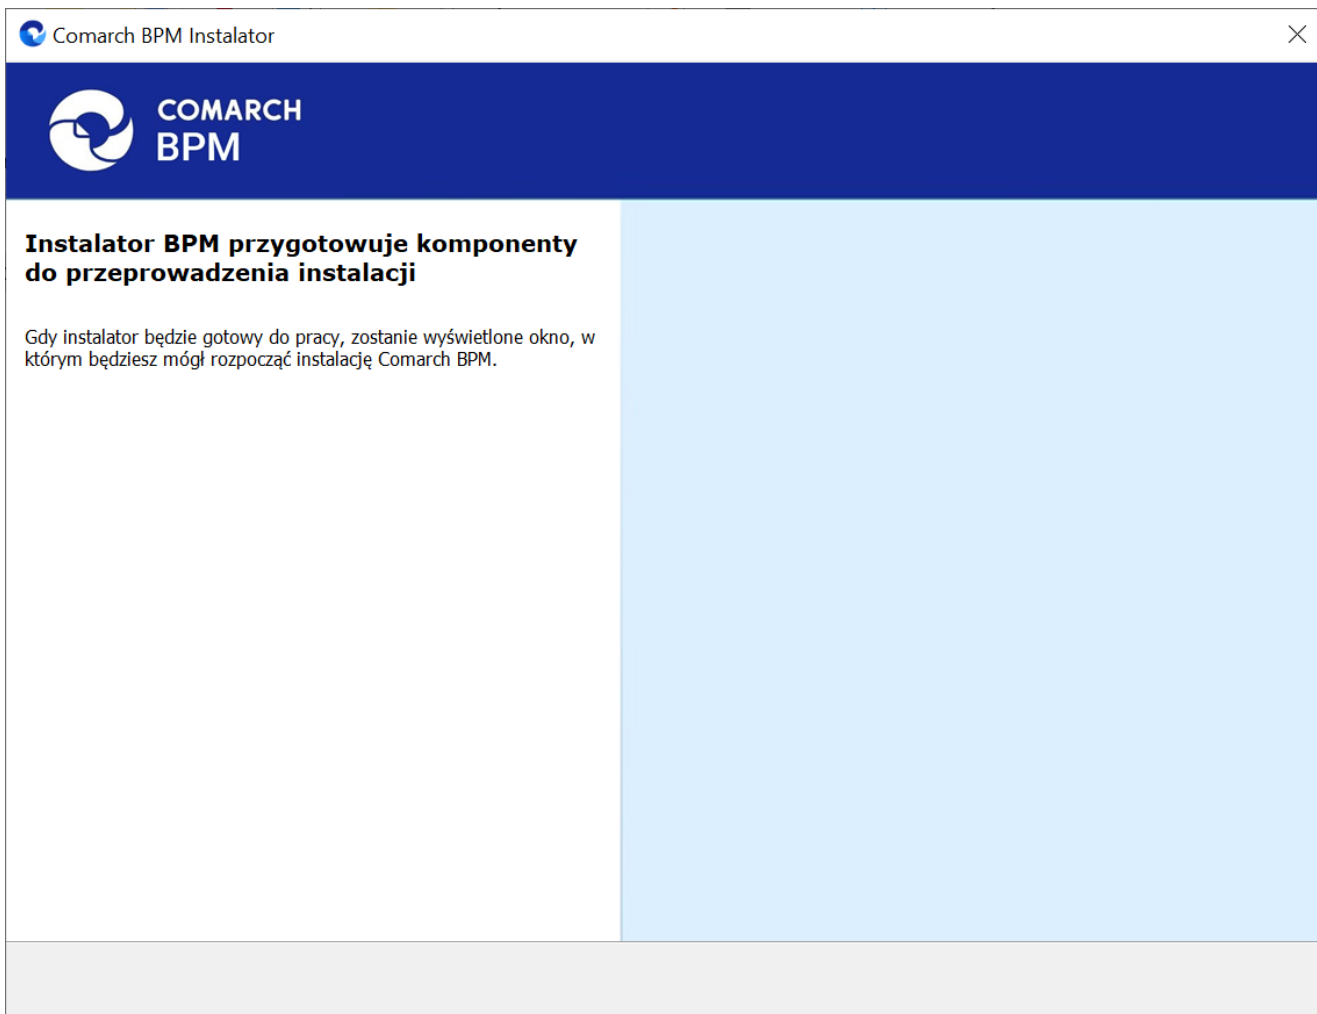 Comarch BPM Instalator
COMARCH
BPM
Instalator BPM przygotowuje komponenty
do przeprowadzenia instalacji
Gdy instalator będzie gotowy do pracy, zostanie wyświetlone okno, w
którym będziesz mógł rozpocząć instalację Comarch BPM.